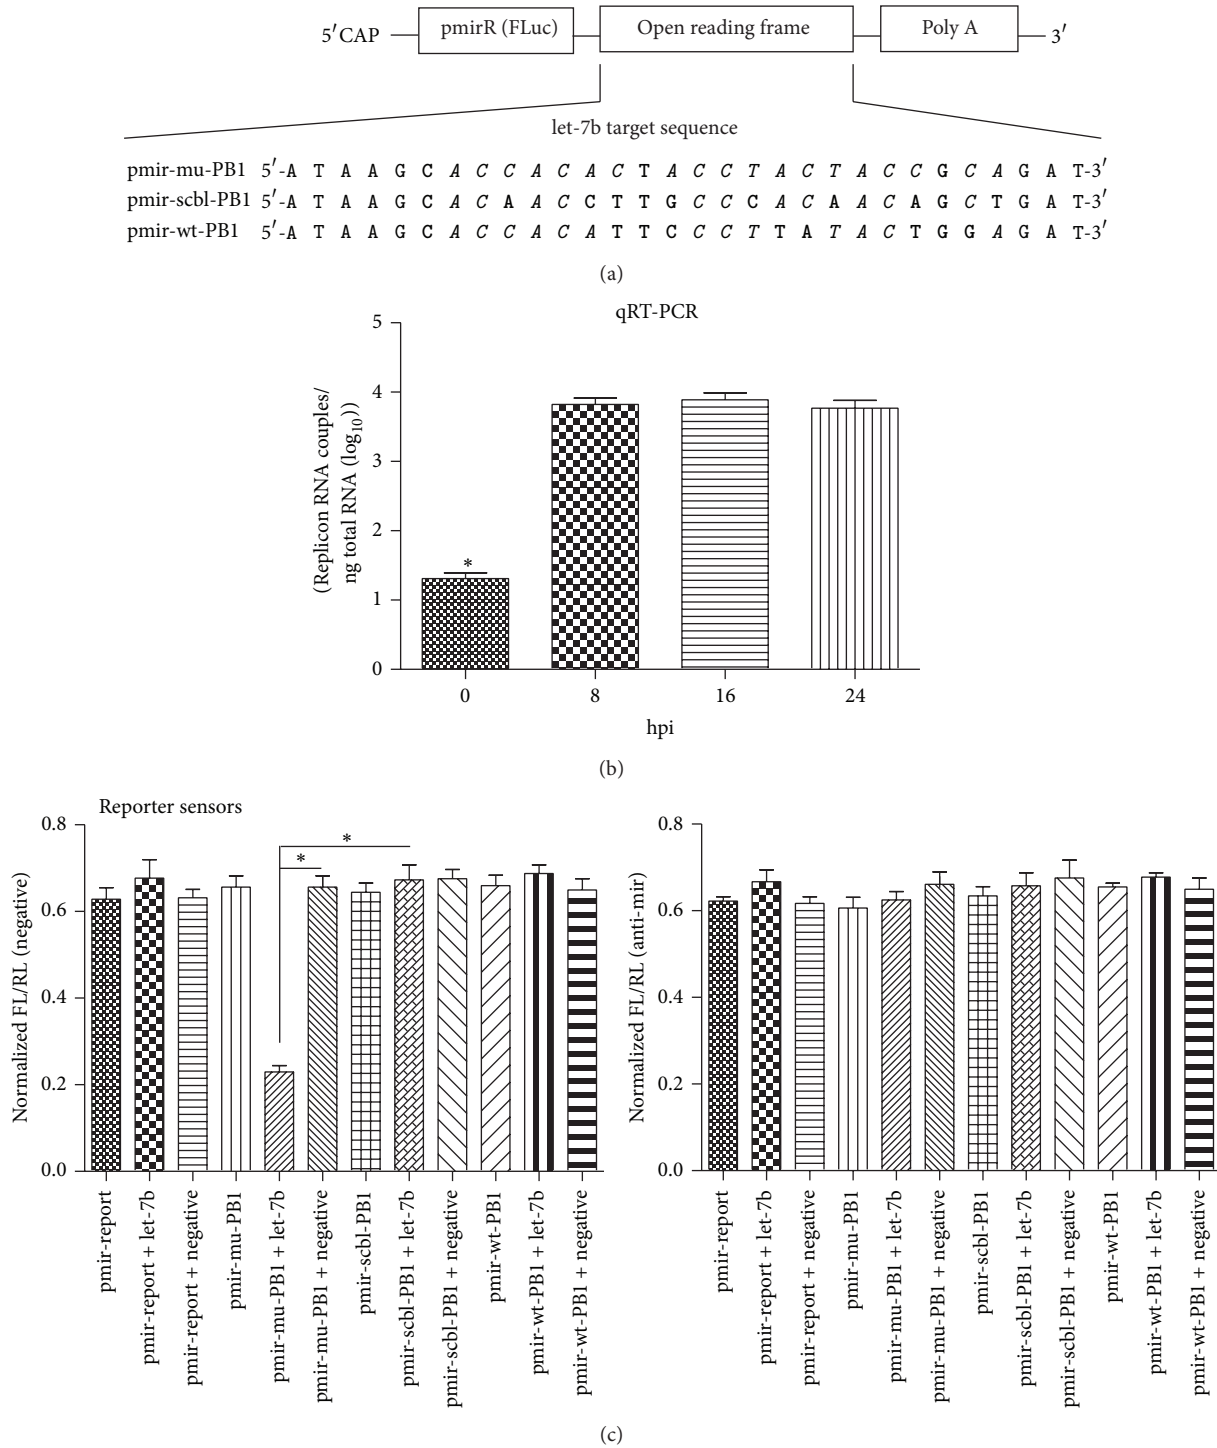 5′CAP pmirR (FLuc) Open reading frame Poly A 3′
let-7b target sequence
pmir-mu-PB1 5′-A T A A G C A C C A C A C T A C C T A C T A C C G C A G A T-3′
pmir-scbl-PB1 5′-A T A A G C A C A A C C T T G C C C A C A A C A G C T G A T-3′
pmir-wt-PB1 5′-A T A A G C A C C A C A T T C C C T T A T A C T G G A G A T-3′
(a)
qRT-PCR
(Replicon RNA couples/
ng total RNA (log10))
5
4
3
2
1
0
*
0 8 16 24
hpi
(b)
Reporter sensors
Normalized FL/RL (negative)
0.8
0.6
0.4
0.2
0.0
*
*
pmir-report
pmir-report + let-7b
pmir-report + negative
pmir-mu-PB1
pmir-mu-PB1 + let-7b
pmir-mu-PB1 + negative
pmir-scbl-PB1
pmir-scbl-PB1 + let-7b
pmir-scbl-PB1 + negative
pmir-wt-PB1
pmir-wt-PB1 + let-7b
pmir-wt-PB1 + negative
Normalized FL/RL (anti-mir)
0.8
0.6
0.4
0.2
0.0
pmir-report
pmir-report + let-7b
pmir-report + negative
pmir-mu-PB1
pmir-mu-PB1 + let-7b
pmir-mu-PB1 + negative
pmir-scbl-PB1
pmir-scbl-PB1 + let-7b
pmir-scbl-PB1 + negative
pmir-wt-PB1
pmir-wt-PB1 + let-7b
pmir-wt-PB1 + negative
(c)